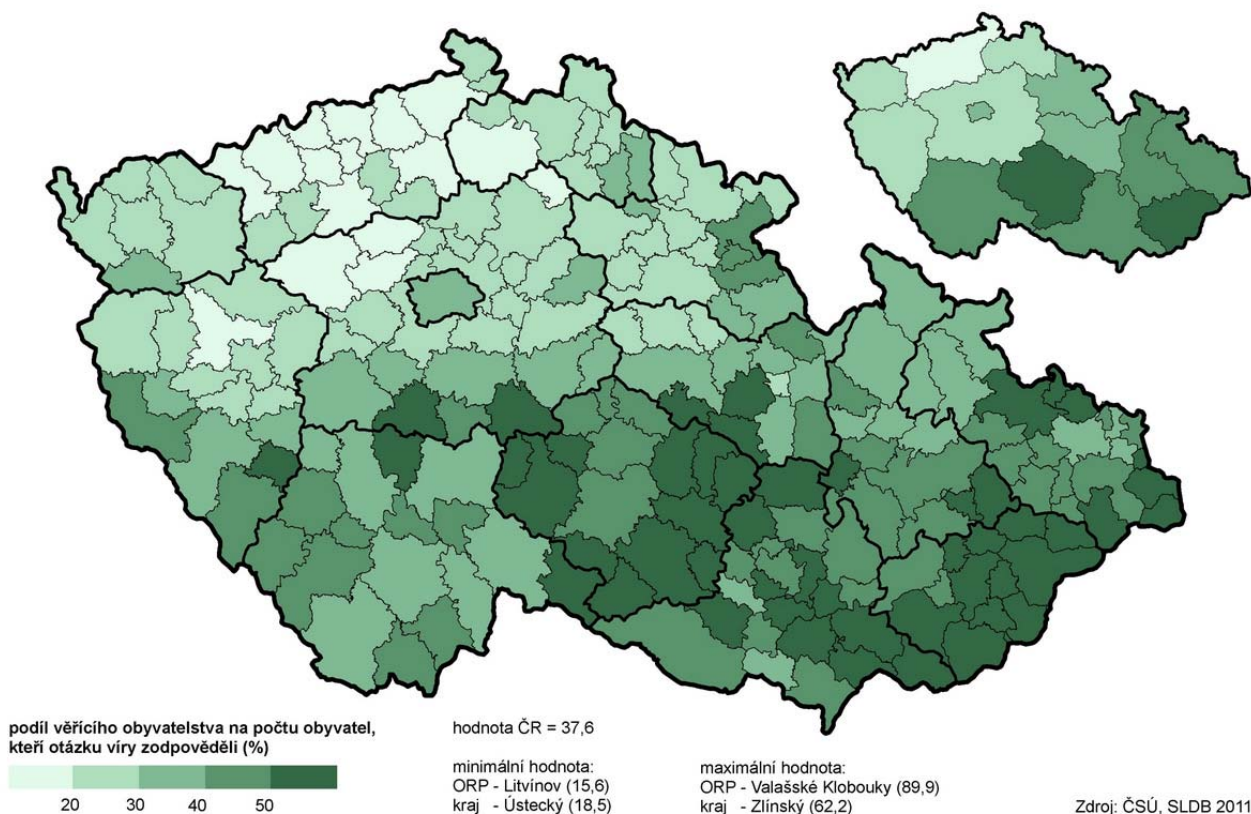 podíl věřícího obyvatelstva na počtu obyvatel,
kteří otázku víry zodpověděli (%)
20 30 40 50
hodnota ČR = 37,6
minimální hodnota:
ORP - Litvínov (15,6)
kraj - Ústecký (18,5)
maximální hodnota:
ORP - Valašské Klobouky (89,9)
kraj - Zlínský (62,2)
Zdroj: ČSÚ, SLDB 2011